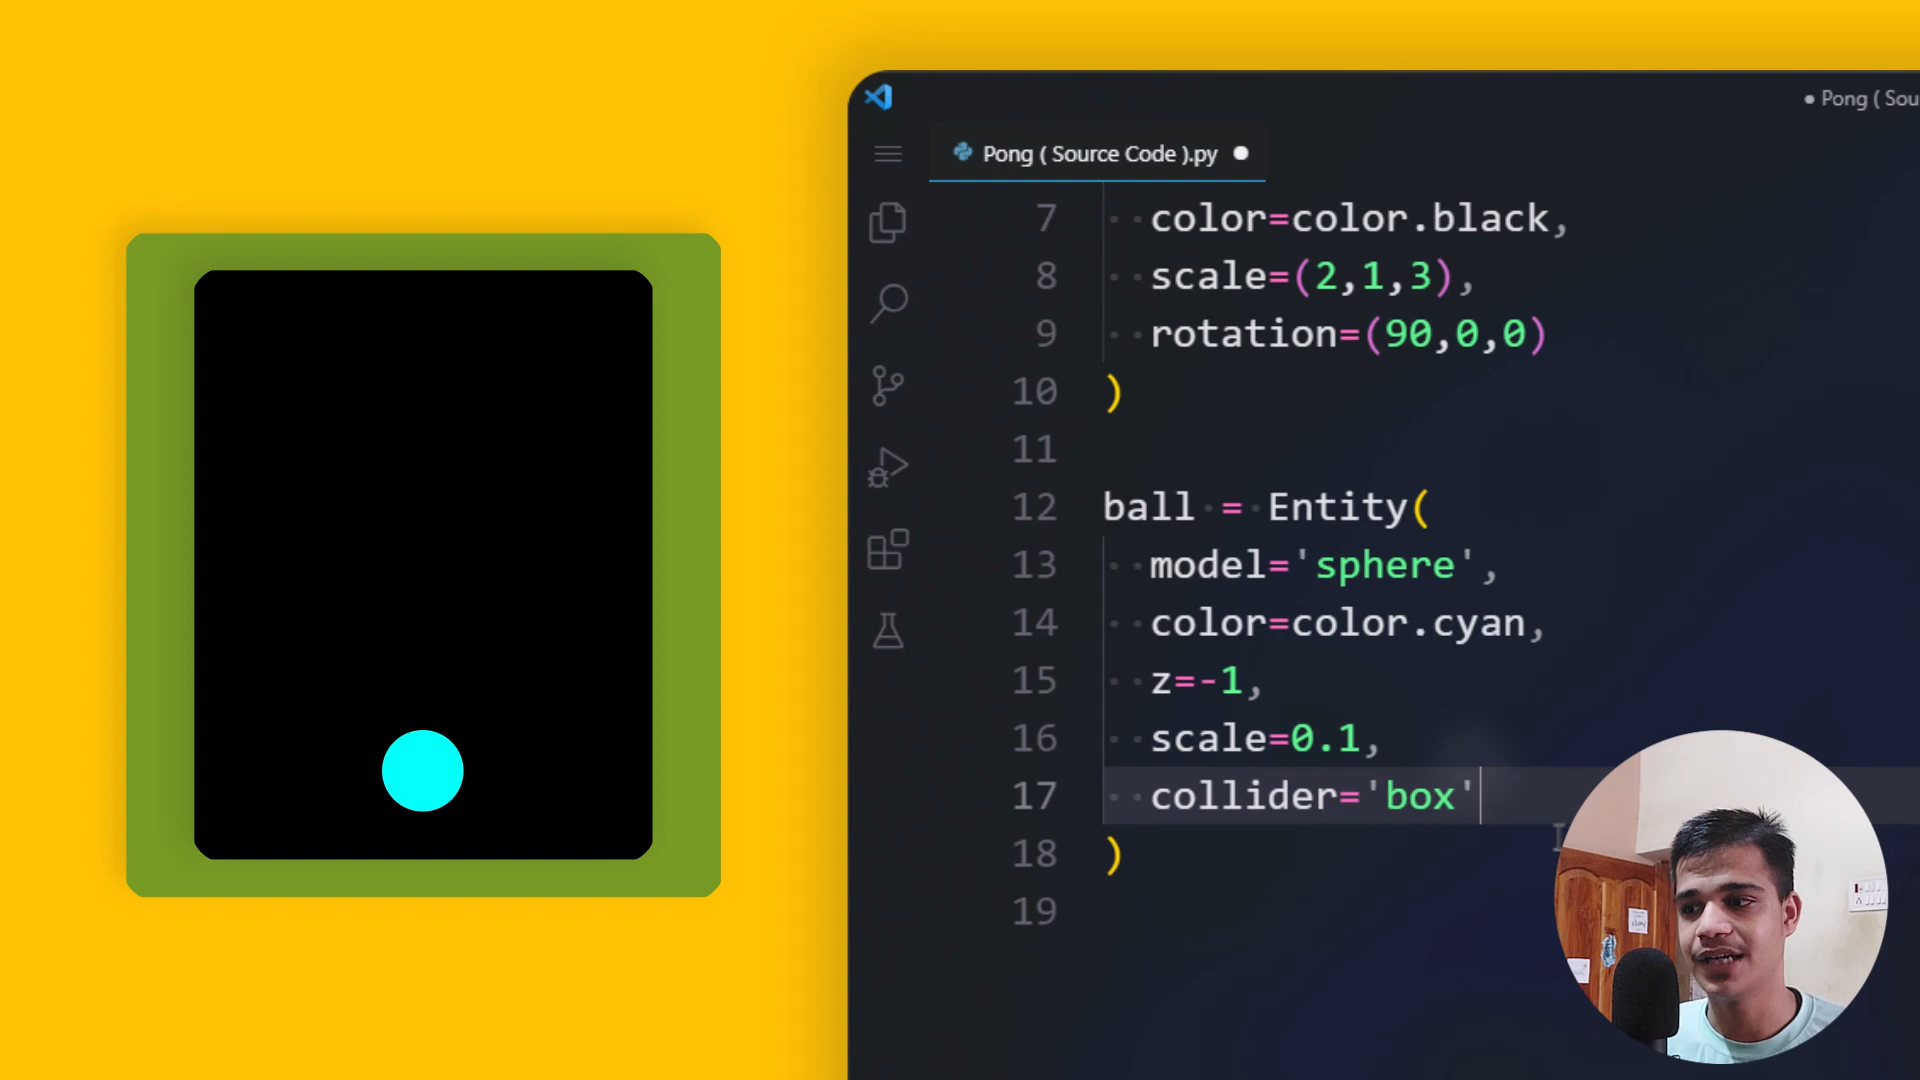 ● Pong ( Sou
Pong ( Source Code ).py ●
7 color=color.black,
8 scale=(2,1,3),
9 rotation=(90,0,0)
10 )
11
12 ball = Entity(
13 model='sphere',
14 color=color.cyan,
15 z=-1,
16 scale=0.1,
17 collider='box'
18 )
19